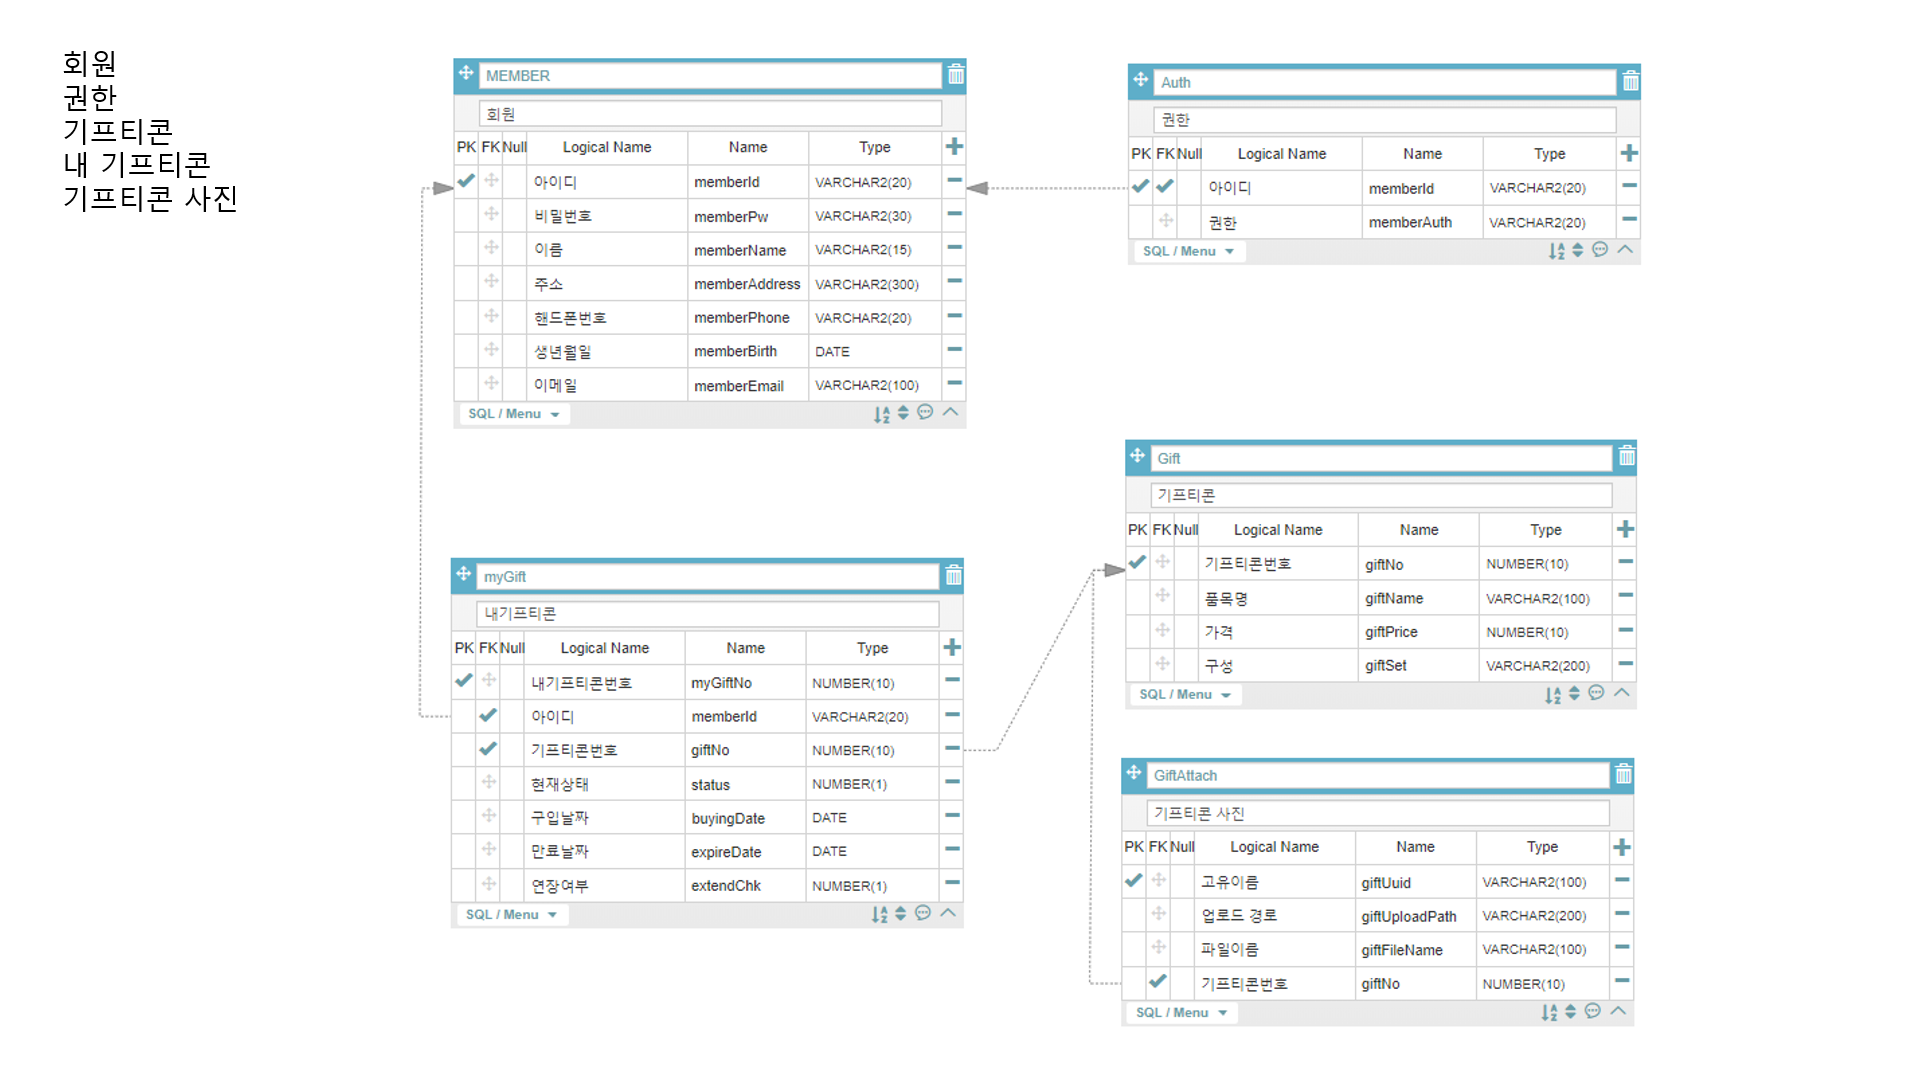 회원
권한
기프티콘
내 기프티콘
기프티콘 사진
MEMBER
회원
PK FK Null Logical Name Name Type
아이디 memberId VARCHAR2(20)
비밀번호 memberPw VARCHAR2(30)
이름 memberName VARCHAR2(15)
주소 memberAddress VARCHAR2(300)
핸드폰번호 memberPhone VARCHAR2(20)
생년월일 memberBirth DATE
이메일 memberEmail VARCHAR2(100)
SQL / Menu
Auth
권한
PK FK Null Logical Name Name Type
아이디 memberId VARCHAR2(20)
권한 memberAuth VARCHAR2(20)
SQL / Menu
myGift
내기프티콘
PK FK Null Logical Name Name Type
내기프티콘번호 myGiftNo NUMBER(10)
아이디 memberId VARCHAR2(20)
기프티콘번호 giftNo NUMBER(10)
현재상태 status NUMBER(1)
구입날짜 buyingDate DATE
만료날짜 expireDate DATE
연장여부 extendChk NUMBER(1)
SQL / Menu
Gift
기프티콘
PK FK Null Logical Name Name Type
기프티콘번호 giftNo NUMBER(10)
품목명 giftName VARCHAR2(100)
가격 giftPrice NUMBER(10)
구성 giftSet VARCHAR2(200)
SQL / Menu
GiftAttach
기프티콘 사진
PK FK Null Logical Name Name Type
고유이름 giftUuid VARCHAR2(100)
업로드 경로 giftUploadPath VARCHAR2(200)
파일이름 giftFileName VARCHAR2(100)
기프티콘번호 giftNo NUMBER(10)
SQL / Menu